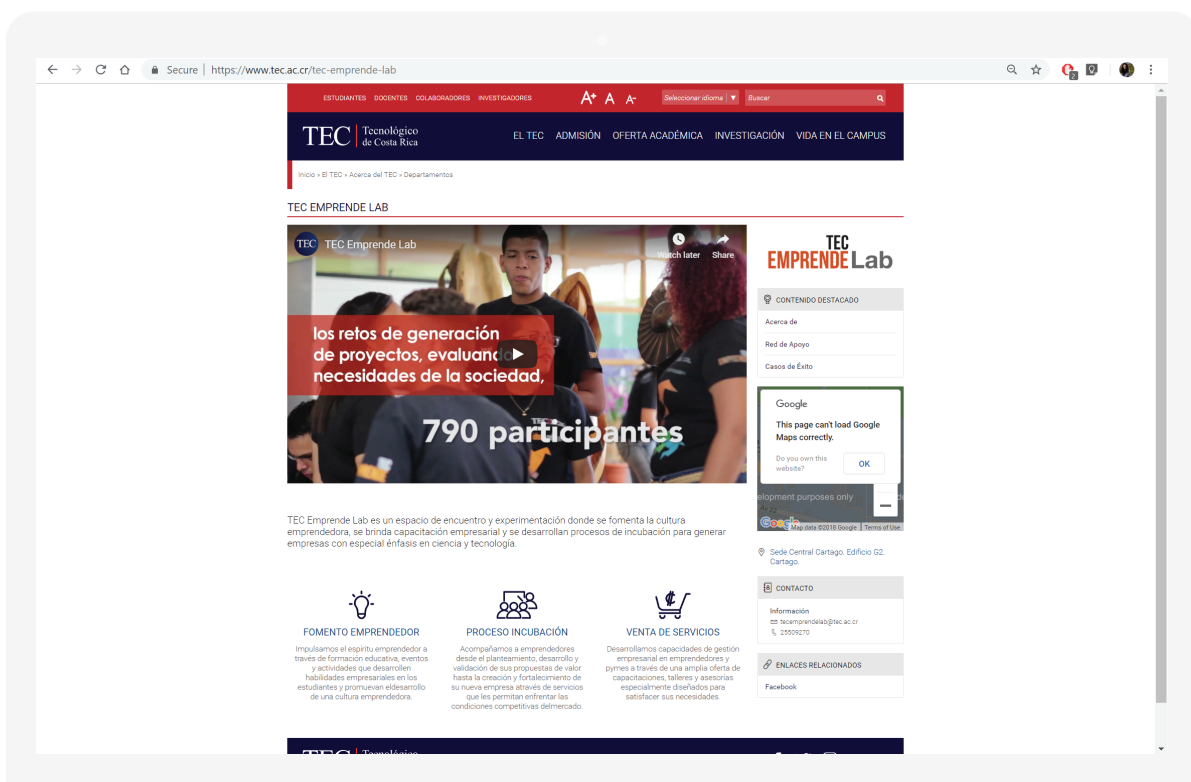 Secure | https://www.tec.ac.cr/tec-emprende-lab
2
ESTUDIANTES DOCENTES COLABORADORES INVESTIGADORES A+ A A- Seleccionar idioma | ▼ Buscar
TEC | Tecnológico
de Costa Rica
EL TEC ADMISIÓN OFERTA ACADÉMICA INVESTIGACIÓN VIDA EN EL CAMPUS
Inicio » El TEC » Acerca del TEC » Departamentos
TEC EMPRENDE LAB
TEC TEC Emprende Lab
Watch later Share
los retos de generación
de proyectos, evaluando
necesidades de la sociedad,
790 participantes
TEC Emprende Lab es un espacio de encuentro y experimentación donde se fomenta la cultura
emprendedora, se brinda capacitación empresarial y se desarrollan procesos de incubación para generar
empresas con especial énfasis en ciencia y tecnología.
FOMENTO EMPRENDEDOR
Impulsamos el espíritu emprendedor a
través de formación educativa, eventos
y actividades que desarrollen
habilidades empresariales en los
estudiantes y promuevan eldesarrollo
de una cultura emprendedora.
PROCESO INCUBACIÓN
Acompañamos a emprendedores
desde el planteamiento, desarrollo y
validación de sus propuestas de valor
hasta la creación y fortalecimiento de
su nueva empresa através de servicios
que les permitan enfrentar las
condiciones competitivas delmercado.
VENTA DE SERVICIOS
Desarrollamos capacidades de gestión
empresarial en emprendedores y
pymes a través de una amplia oferta de
capacitaciones, talleres y asesorías
especialmente diseñados para
satisfacer sus necesidades.
TEC
EMPRENDE Lab
CONTENIDO DESTACADO
Acerca de
Red de Apoyo
Casos de Éxito
Google
This page can't load Google
Maps correctly.
Do you own this
website?
OK
elopment purposes only
Google
Map data ©2018 Google | Terms of Use
Sede Central Cartago. Edificio G2.
Cartago.
CONTACTO
Información
tecemprendelab@tec.ac.cr
25509270
ENLACES RELACIONADOS
Facebook
TEC | Tecnológico